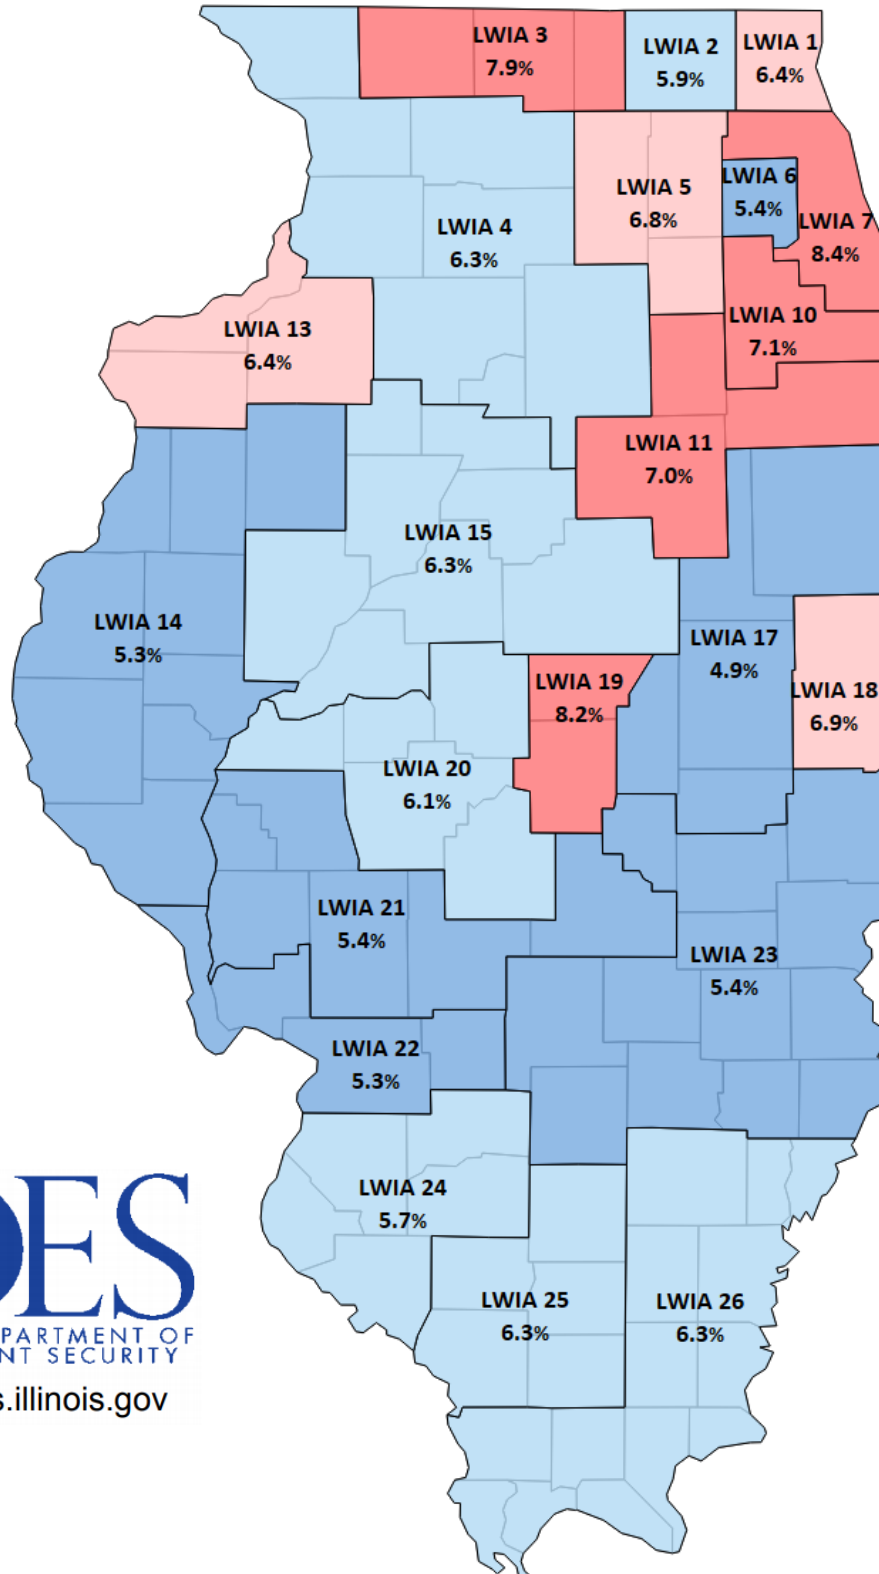 LWIA 3
7.9%
LWIA 2
5.9%
LWIA 1
6.4%
LWIA 6
5.4%
LWIA 5
6.8%
LWIA 7
8.4%
LWIA 4
6.3%
LWIA 10
7.1%
LWIA 13
6.4%
LWIA 11
7.0%
LWIA 15
6.3%
LWIA 14
5.3%
LWIA 17
4.9%
LWIA 19
8.2%
LWIA 18
6.9%
LWIA 20
6.1%
LWIA 21
5.4%
LWIA 23
5.4%
LWIA 22
5.3%
LWIA 24
5.7%
LWIA 25
6.3%
LWIA 26
6.3%
DES
PARTMENT OF
NT SECURITY
s.illinois.gov